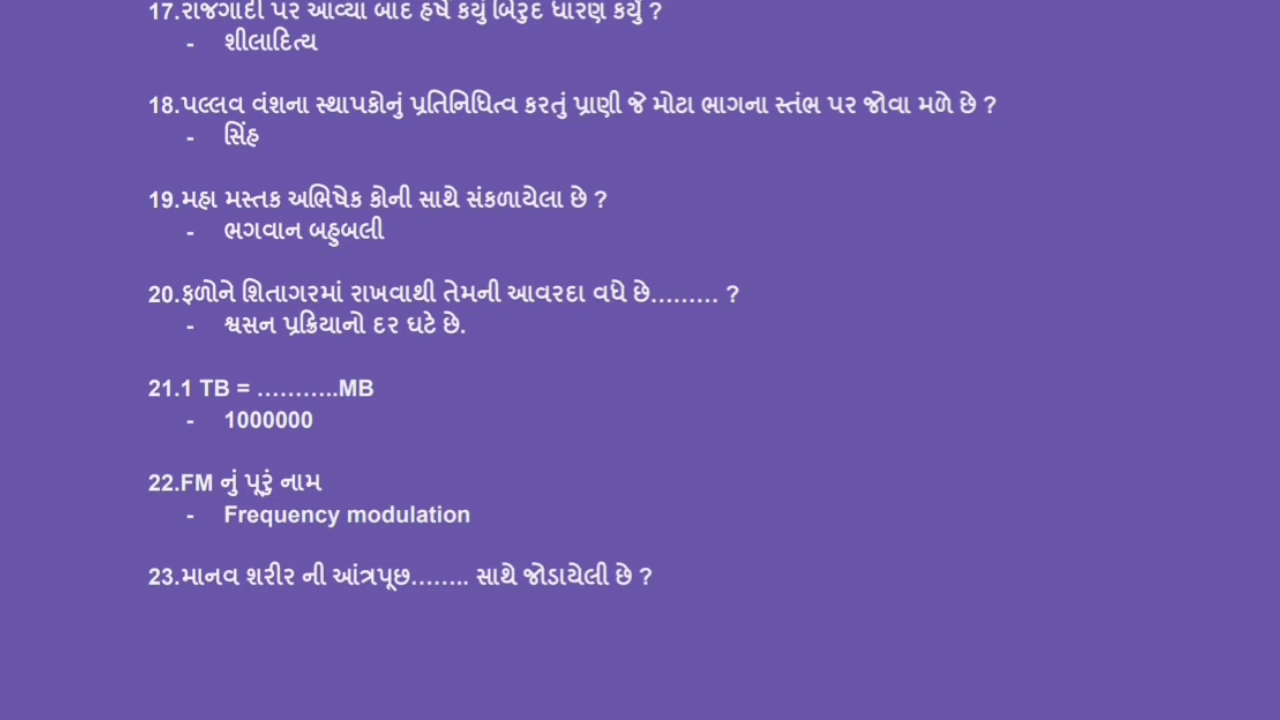 17.રાજગાદી પર આવ્યા બાદ હર્ષે કયું બિરુદ ધારણ કર્યું ?
- શીલાદિત્ય
18.પલ્લવ વંશના સ્થાપકોનું પ્રતિનિધિત્વ કરતું પ્રાણી જે મોટા ભાગના સ્તંભ પર જોવા મળે છે ?
- સિંહ
19.મહા મસ્તક અભિષેક કોની સાથે સંકળાયેલા છે ?
- ભગવાન બહુબલી
20.ફળોને શિતાગરમાં રાખવાથી તેમની આવરદા વધે છે......... ?
- શ્વસન પ્રક્રિયાનો દર ઘટે છે.
21.1 TB = ...........MB
- 1000000
22.FM નું પૂરું નામ
- Frequency modulation
23.માનવ શરીર ની આંત્રપૂછ........ સાથે જોડાયેલી છે ?